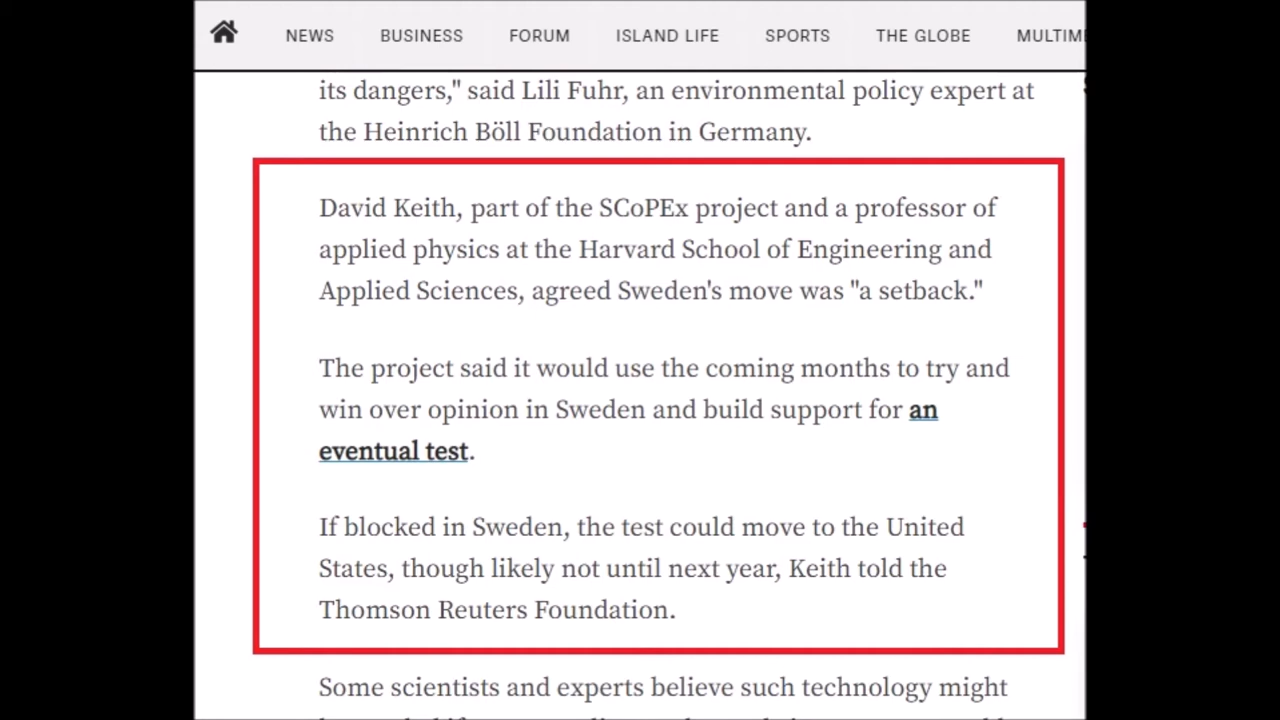 NEWS BUSINESS FORUM ISLAND LIFE SPORTS THE GLOBE MULTIM
its dangers," said Lili Fuhr, an environmental policy expert at
the Heinrich Böll Foundation in Germany.
David Keith, part of the SCoPEx project and a professor of
applied physics at the Harvard School of Engineering and
Applied Sciences, agreed Sweden's move was "a setback."
The project said it would use the coming months to try and
win over opinion in Sweden and build support for an
eventual test.
If blocked in Sweden, the test could move to the United
States, though likely not until next year, Keith told the
Thomson Reuters Foundation.
Some scientists and experts believe such technology might